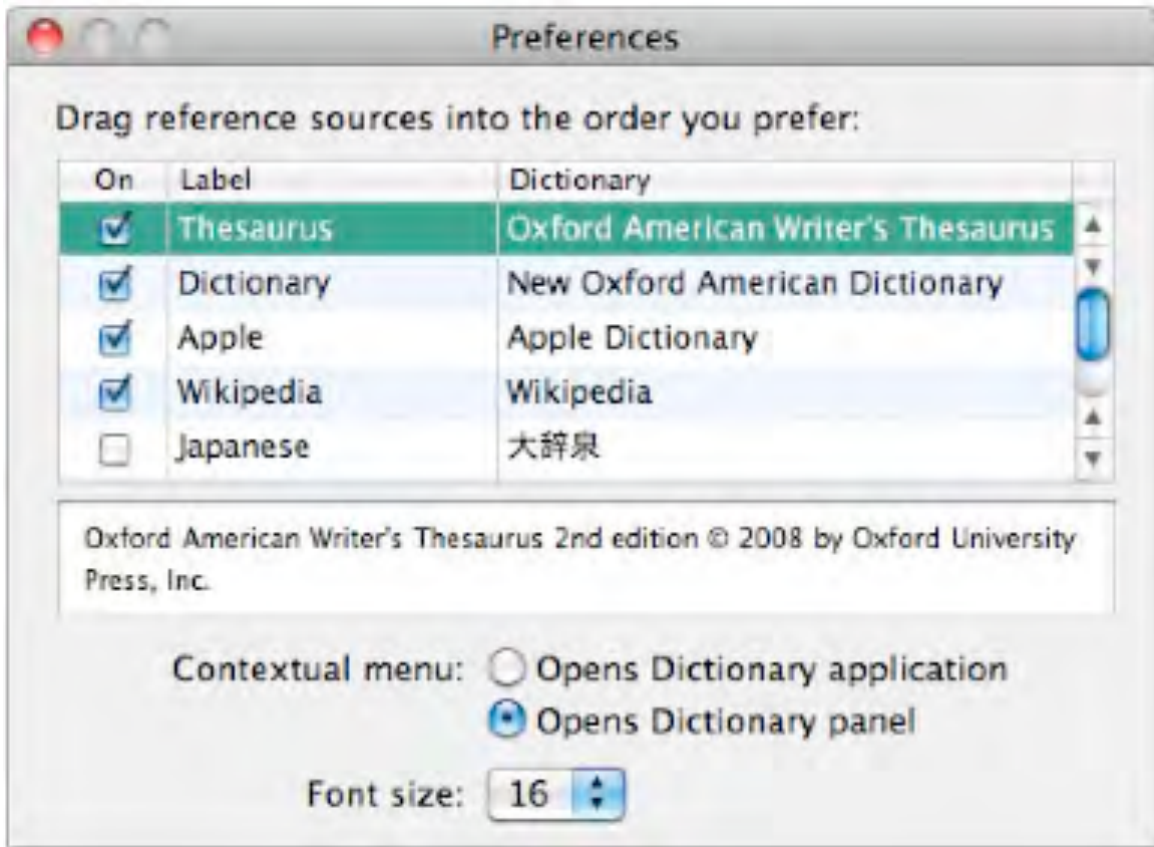 Preferences
Drag reference sources into the order you prefer:
On Label Dictionary
Thesaurus Oxford American Writer's Thesaurus
Dictionary New Oxford American Dictionary
Apple Apple Dictionary
Wikipedia Wikipedia
Japanese 大辞泉
Oxford American Writer's Thesaurus 2nd edition © 2008 by Oxford University
Press, Inc.
Contextual menu: Opens Dictionary application
Opens Dictionary panel
Font size: 16